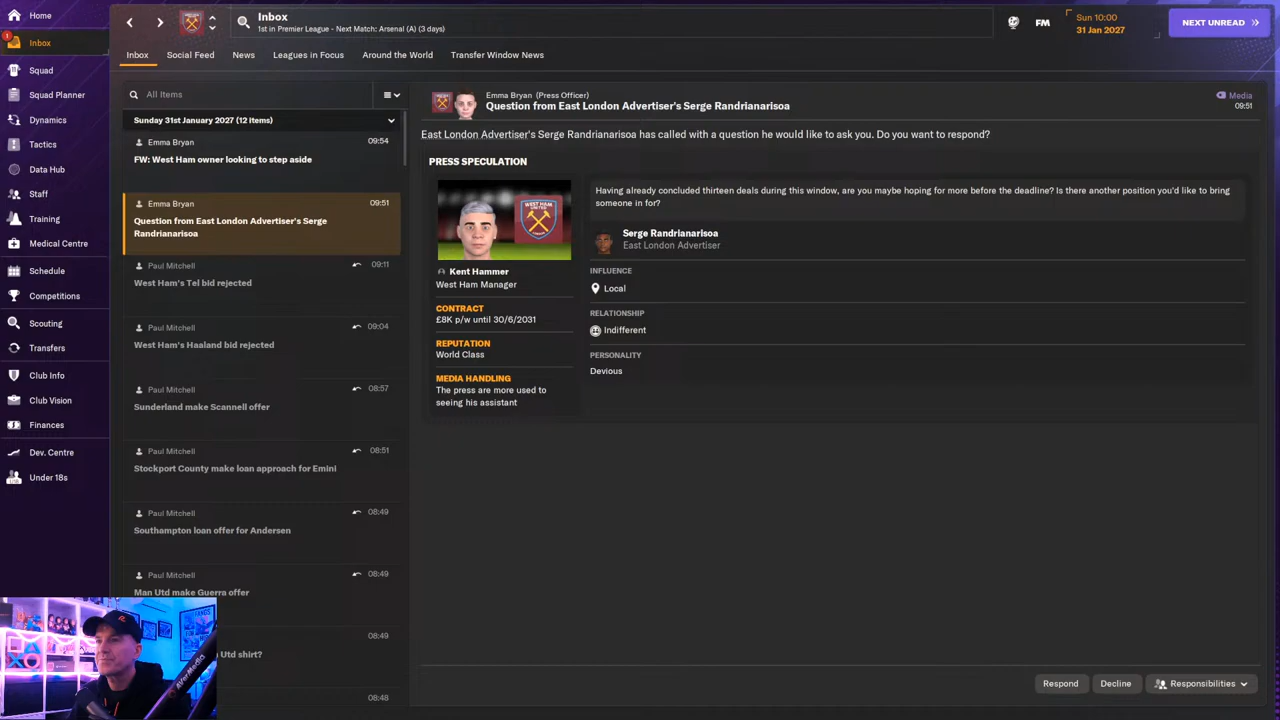 Home
Inbox
1st in Premier League - Next Match: Arsenal (A) (3 days)
FM
Sun 10:00
31 Jan 2027
NEXT UNREAD
1
Inbox
Squad
Squad Planner
Dynamics
Tactics
Data Hub
Staff
Training
Medical Centre
Schedule
Competitions
Scouting
Transfers
Club Info
Club Vision
Finances
Dev. Centre
Under 18s
Inbox
Social Feed
News
Leagues in Focus
Around the World
Transfer Window News
All Items
Sunday 31st January 2027 (12 Items)
Emma Bryan
09:54
FW: West Ham owner looking to step aside
Emma Bryan
09:51
Question from East London Advertiser's Serge
Randrianarisoa
Paul Mitchell
09:11
West Ham's Tel bid rejected
Paul Mitchell
09:04
West Ham's Haaland bid rejected
Paul Mitchell
08:57
Sunderland make Scannell offer
Paul Mitchell
08:51
Stockport County make loan approach for Emini
Paul Mitchell
08:49
Southampton loan offer for Andersen
Paul Mitchell
08:49
Man Utd make Guerra offer
08:49
Utd shirt?
08:48
Emma Bryan (Press Officer)
Question from East London Advertiser's Serge Randrianarisoa
Media
09:51
East London Advertiser's Serge Randrianarisoa has called with a question he would like to ask you. Do you want to respond?
PRESS SPECULATION
WEST HAM
UNITED
Kent Hammer
West Ham Manager
CONTRACT
£8K p/w until 30/6/2031
REPUTATION
World Class
MEDIA HANDLING
The press are more used to
seeing his assistant
Having already concluded thirteen deals during this window, are you maybe hoping for more before the deadline? Is there another position you'd like to bring
someone in for?
Serge Randrianarisoa
East London Advertiser
INFLUENCE
Local
RELATIONSHIP
Indifferent
PERSONALITY
Devious
Respond
Decline
Responsibilities
AVerMedia